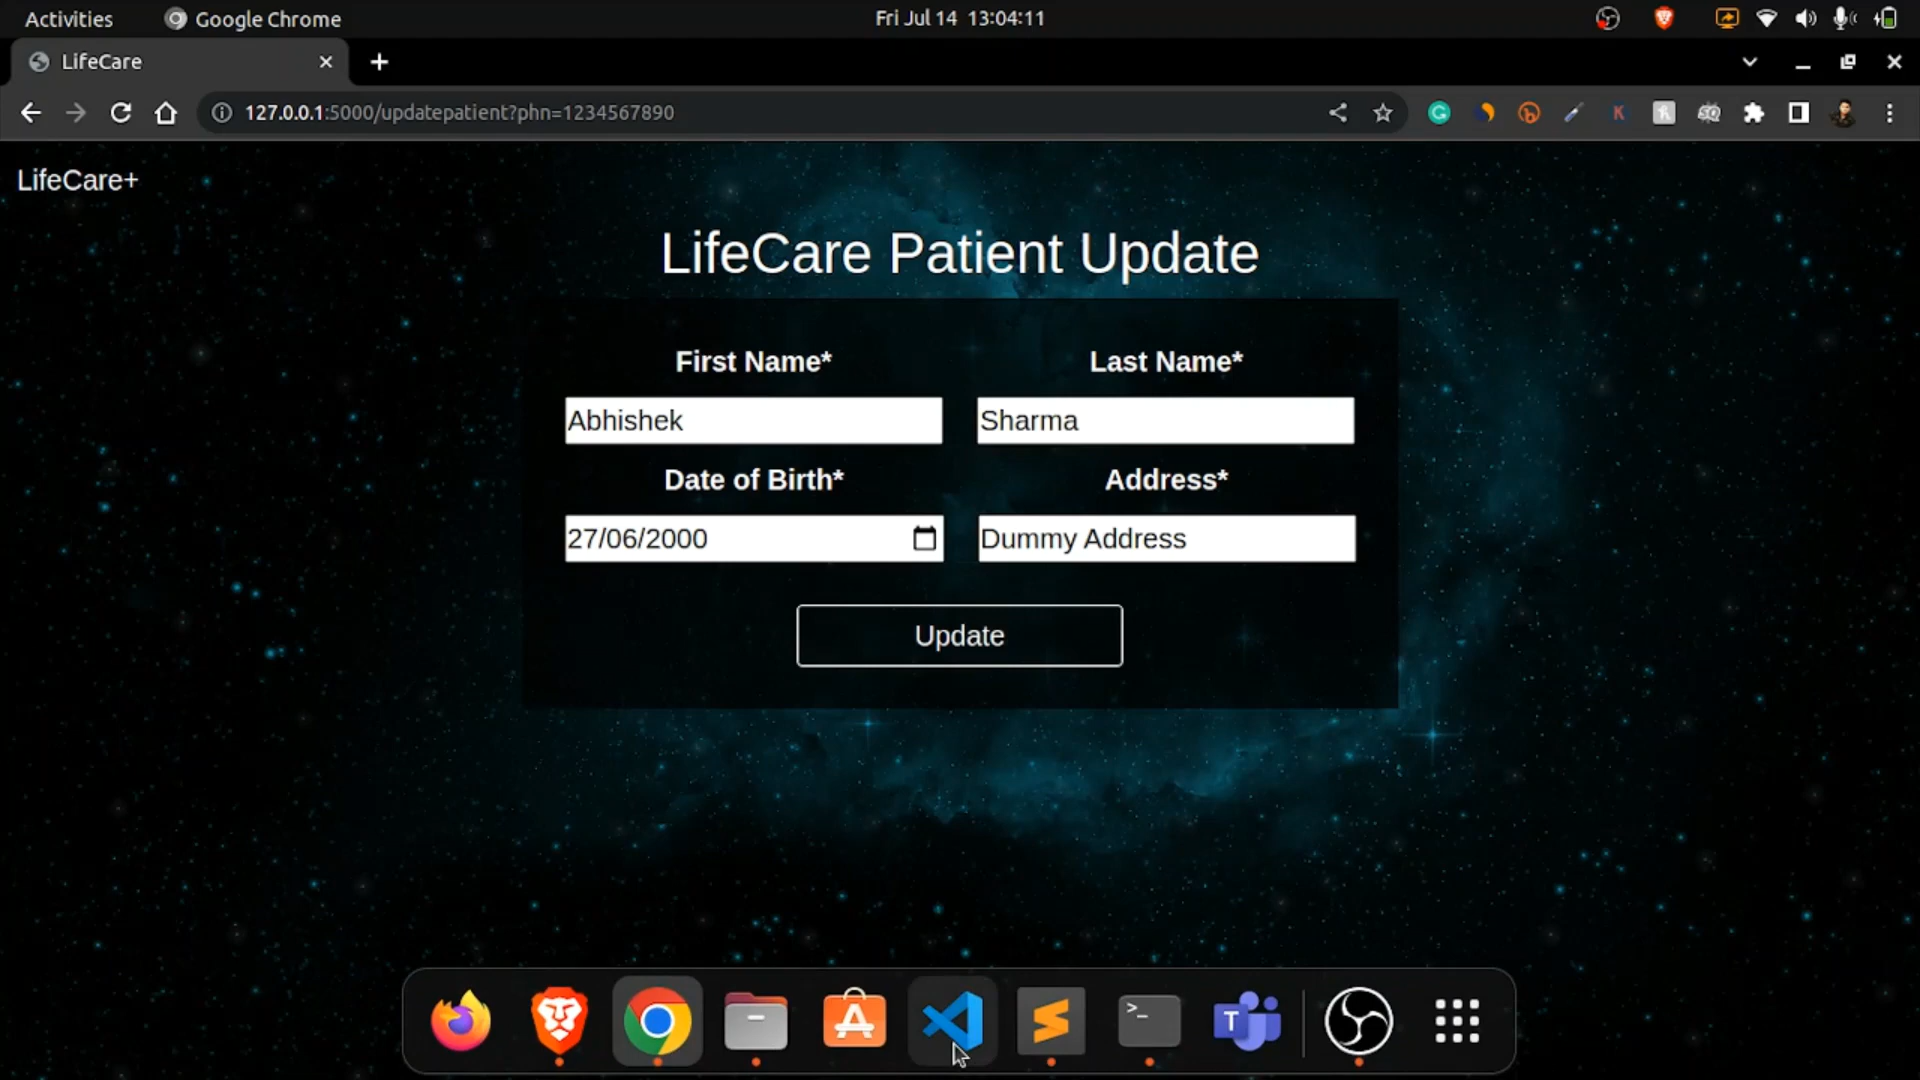 Activities Google Chrome Fri Jul 14 13:04:11
LifeCare
127.0.0.1:5000/updatepatient?phn=1234567890
LifeCare+
LifeCare Patient Update
First Name* Last Name*
Abhishek Sharma
Date of Birth* Address*
27/06/2000 Dummy Address
Update